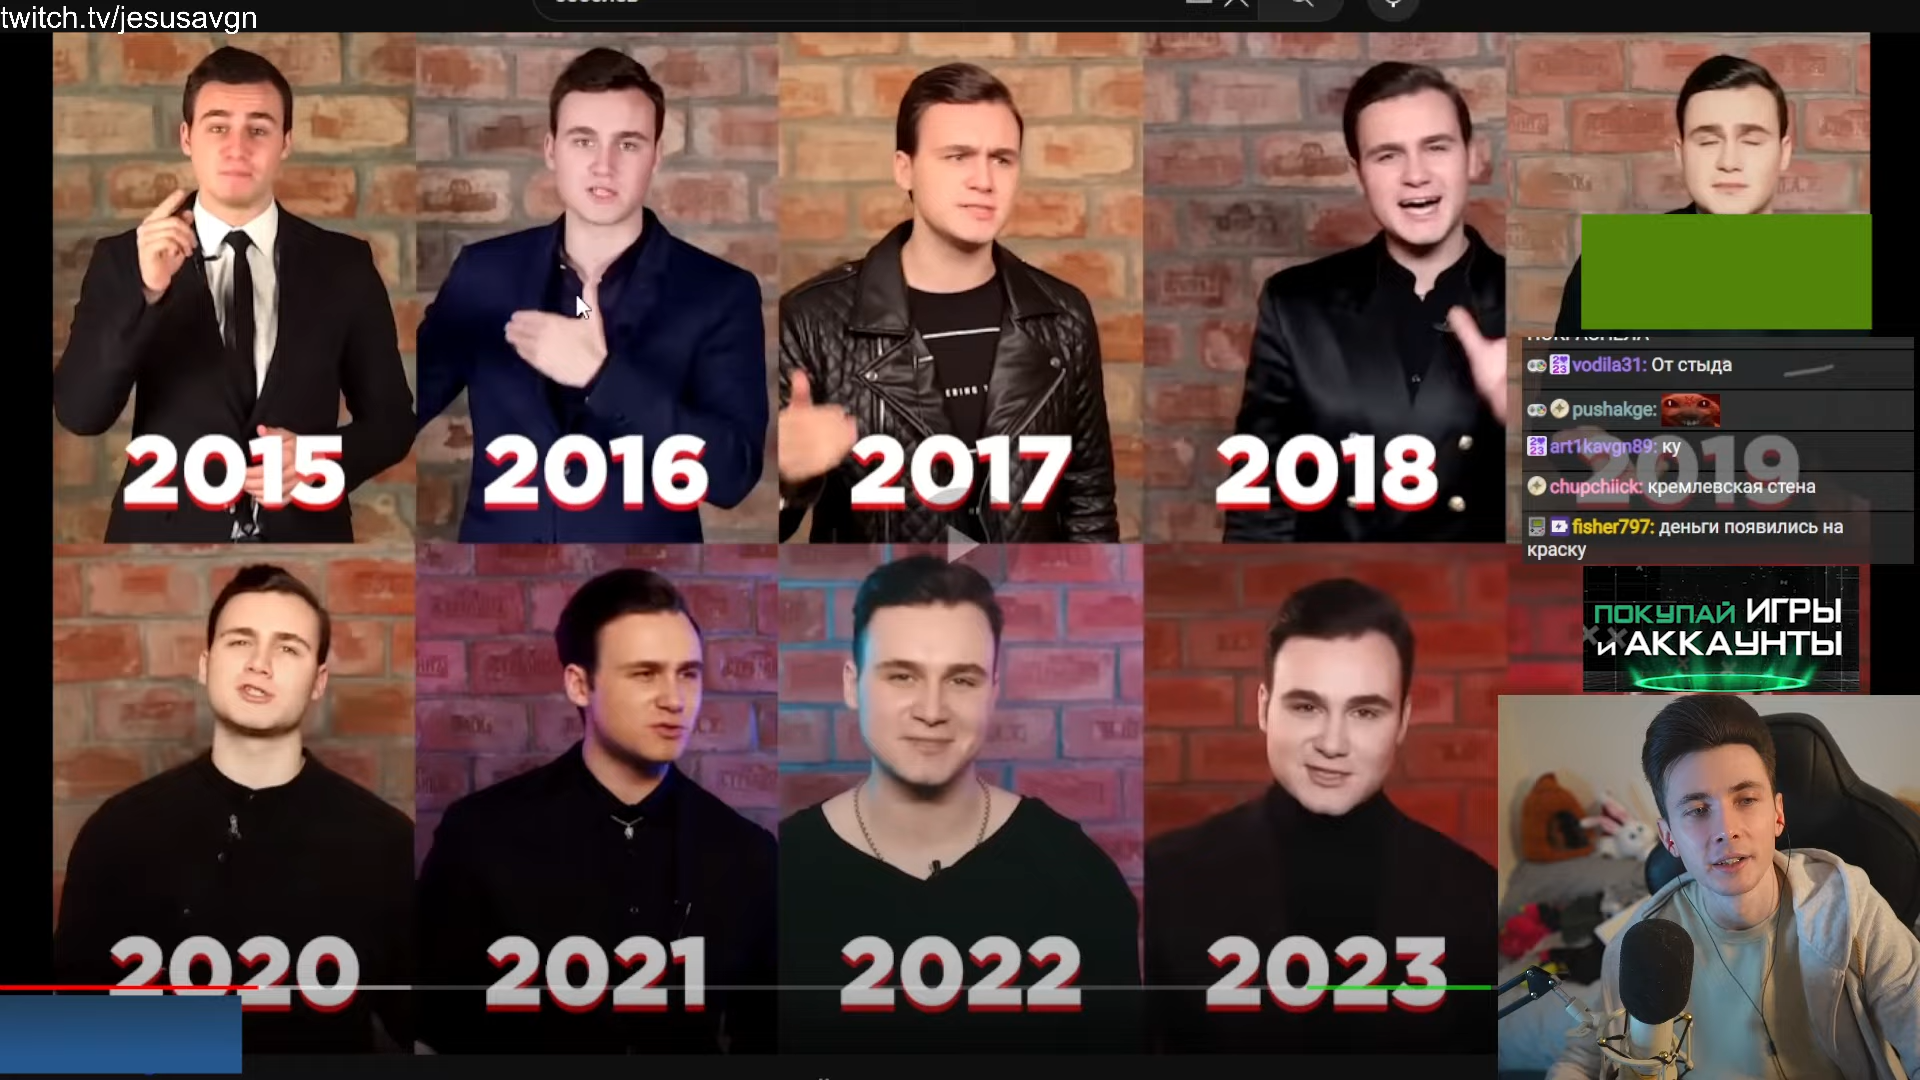 twitch.tv/jesusavgn
2015
2016
2017
2018
2019
vodila31: От стыда
pushakge:
art1kavgn89: ку
chupchiick: кремлевская стена
fisher797: деньги появились на
краску
ПОКУПАЙ ИГРЫ
и АККАУНТЫ
2020
2021
2022
2023